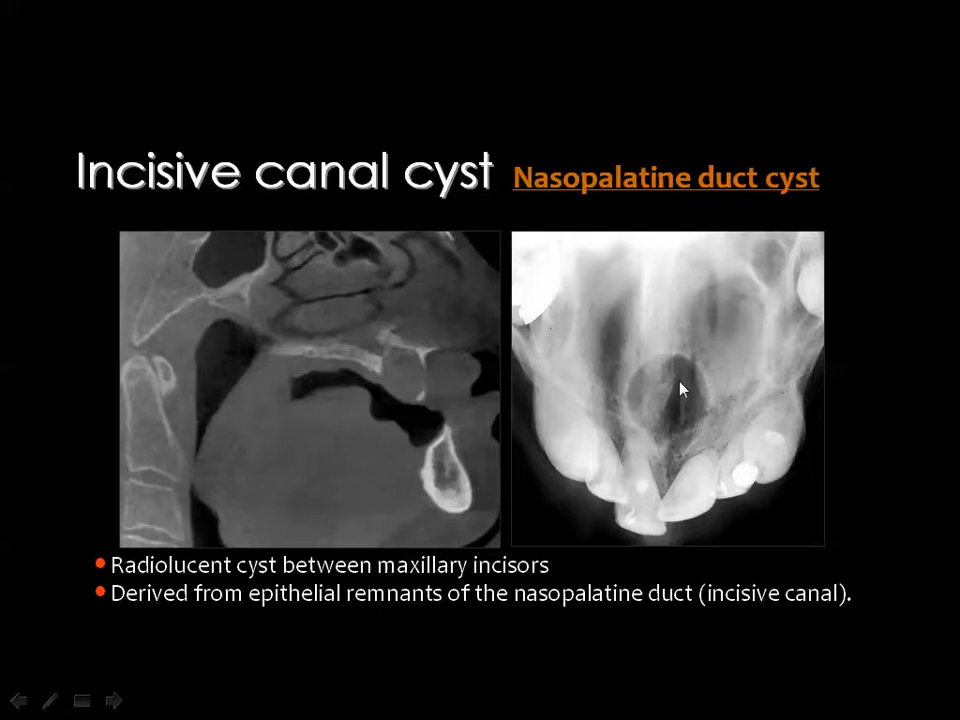 Incisive canal cyst Nasopalatine duct cyst
Radiolucent cyst between maxillary incisors
Derived from epithelial remnants of the nasopalatine duct (incisive canal).